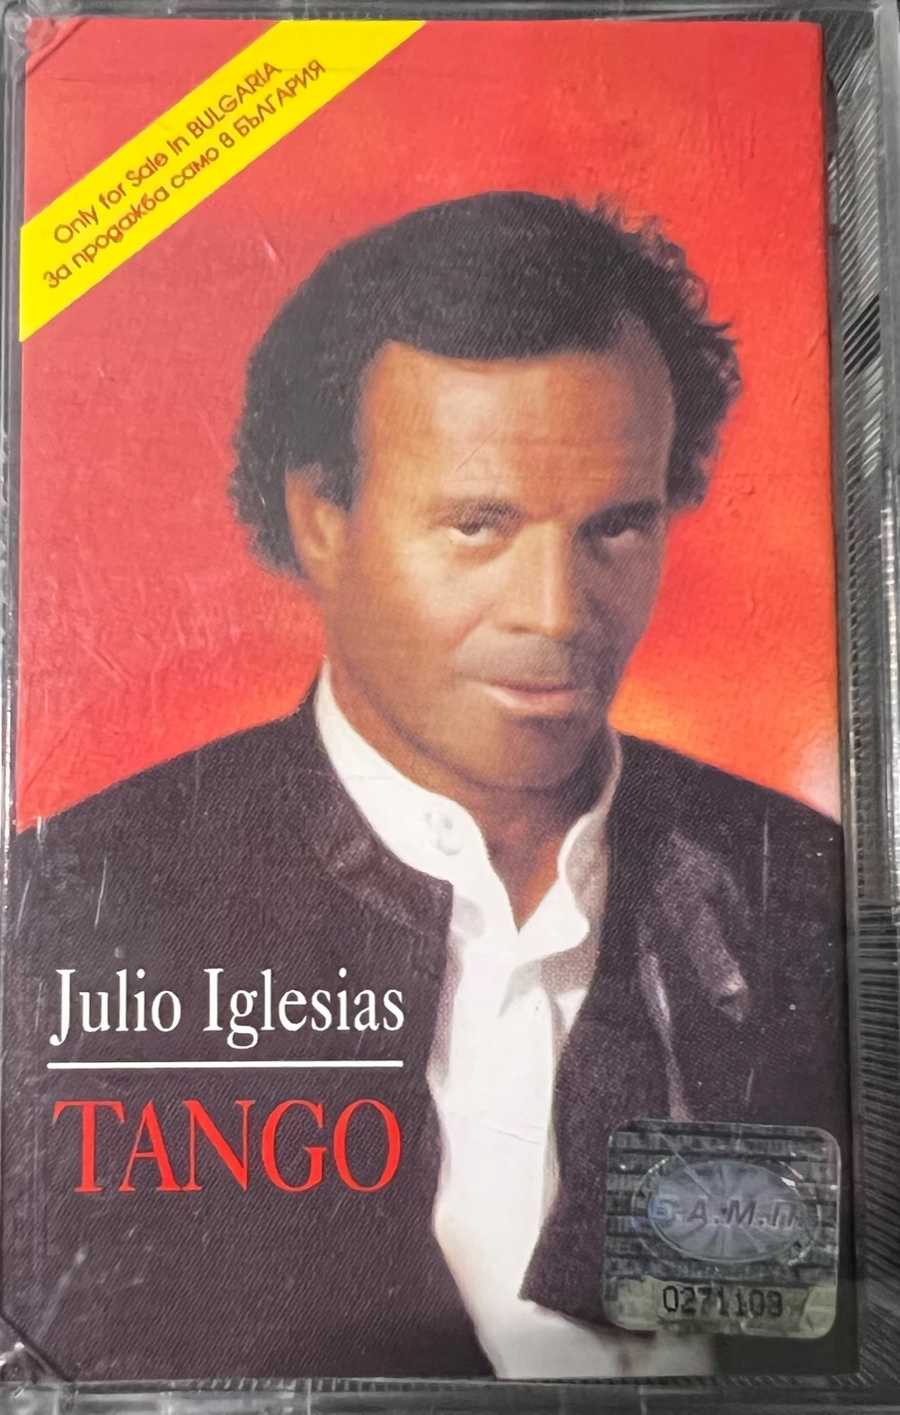 Only for Sale in BULGARIA
За продажба само в БЪЛГАРИЯ
Julio Iglesias
TANGO
Б.А.М.П.
0271109